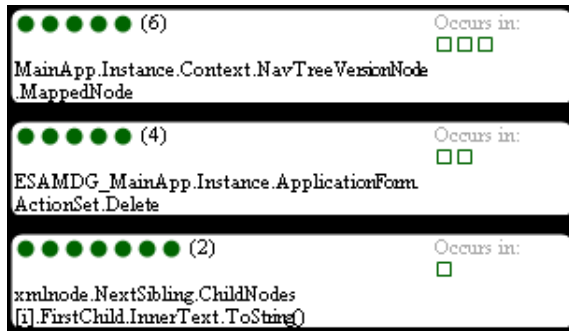 (6)
Occurs in:
MainApp.Instance.Context.NavTreeVersionNode
.MappedNode
(4)
Occurs in:
ESAMDG_MainApp.Instance.ApplicationForm.
ActionSet.Delete
(2)
Occurs in:
xmlnode.NextSibling.ChildNodes
[i].FirstChild.InnerText.ToString()